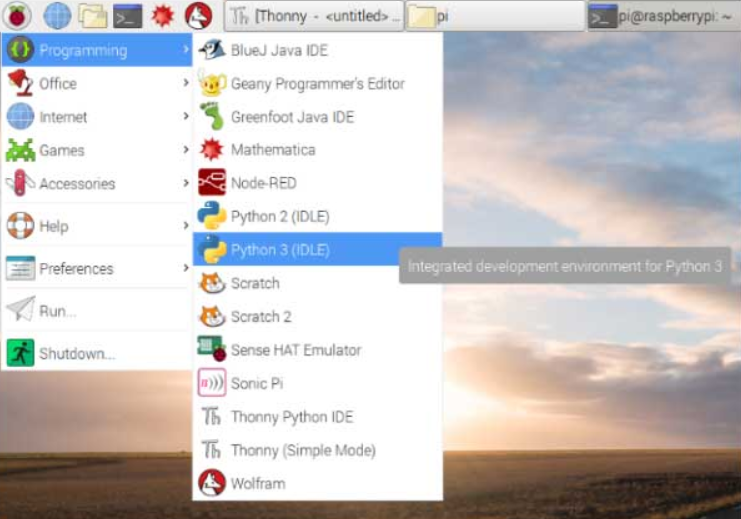 [Thonny - <untitled> ...
pi
pi@raspberrypi: ~
Programming
Office
Internet
Games
Accessories
Help
Preferences
Run...
Shutdown...
BlueJ Java IDE
Geany Programmer's Editor
Greenfoot Java IDE
Mathematica
Node-RED
Python 2 (IDLE)
Python 3 (IDLE)
Integrated development environment for Python 3
Scratch
Scratch 2
Sense HAT Emulator
Sonic Pi
Thonny Python IDE
Thonny (Simple Mode)
Wolfram